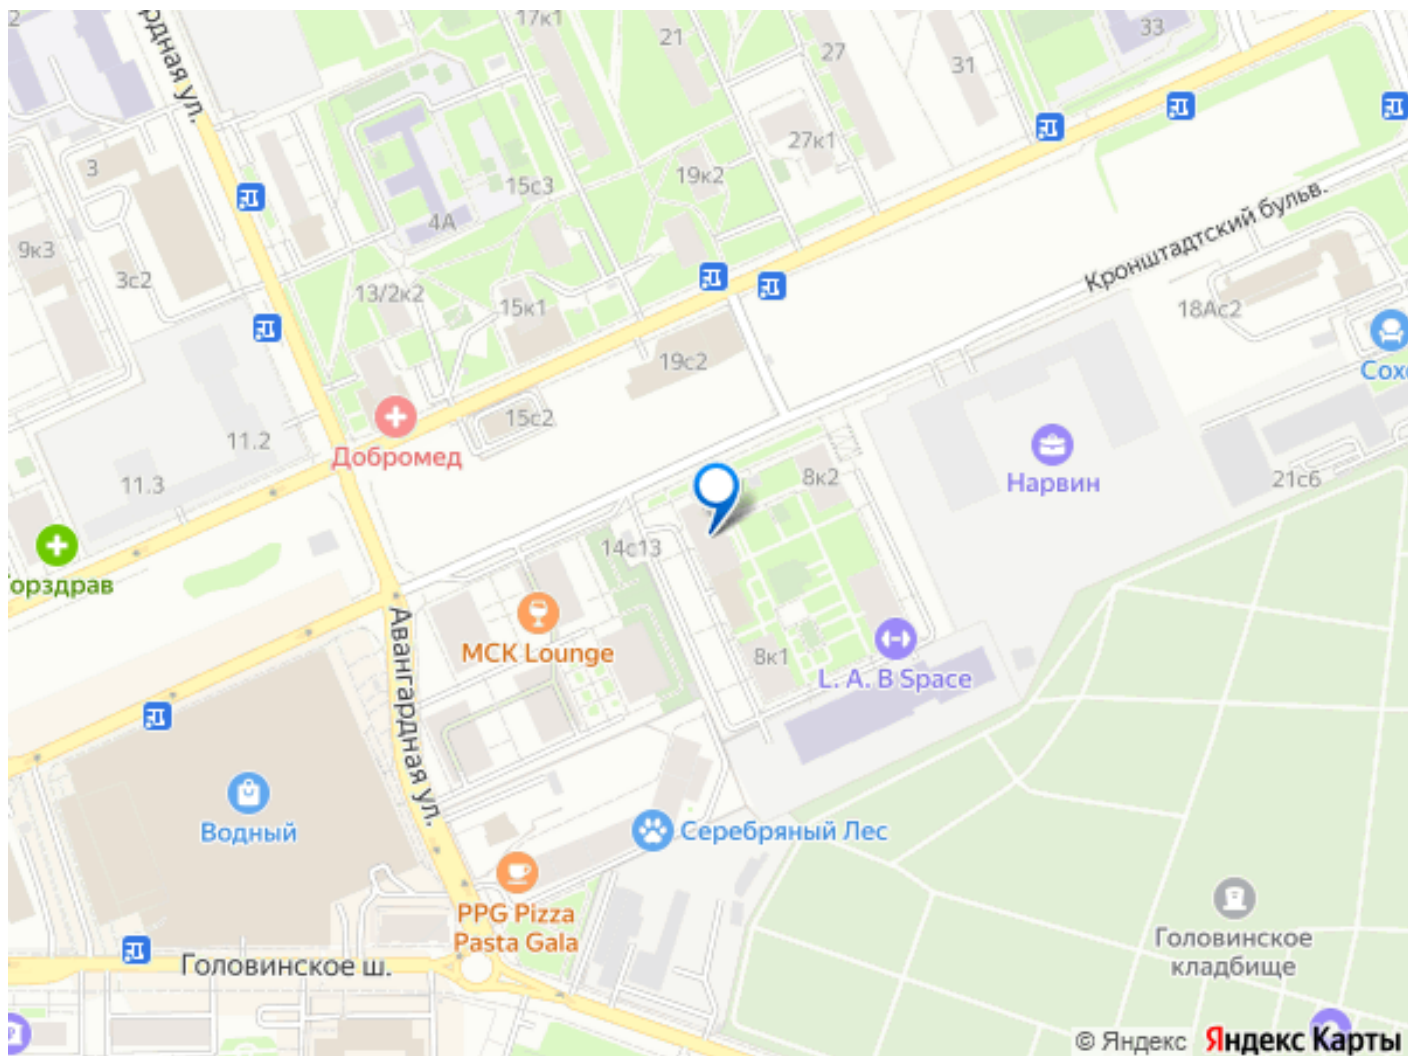 2
17к1
21
27
33
31
рдная ул.
27к1
3
15с3
19к2
4А
9к3
Кронштадтский бульв.
3с2
13/2к2
15к1
18Ас2
19с2
15с2
11.2
Добромед
11.3
8к2
Нарвин
21с6
14с13
орздрав
Авангардная ул.
МСК Lounge
8к1
L. A. B Space
Водный
Серебряный Лес
PPG Pizza
Pasta Gala
Головинское
кладбище
Головинское ш.
© Яндекс Яндекс Карты